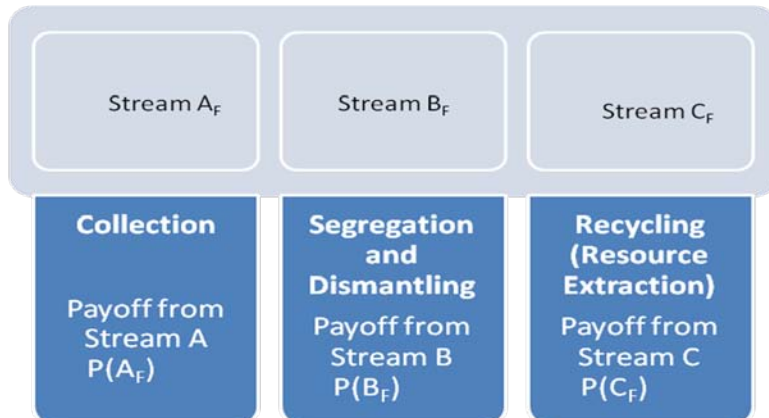 Stream A_F
Stream B_F
Stream C_F
Collection
Payoff from
Stream A
P(A_F)
Segregation
and
Dismantling
Payoff from
Stream B
P(B_F)
Recycling
(Resource
Extraction)
Payoff from
Stream C
P(C_F)